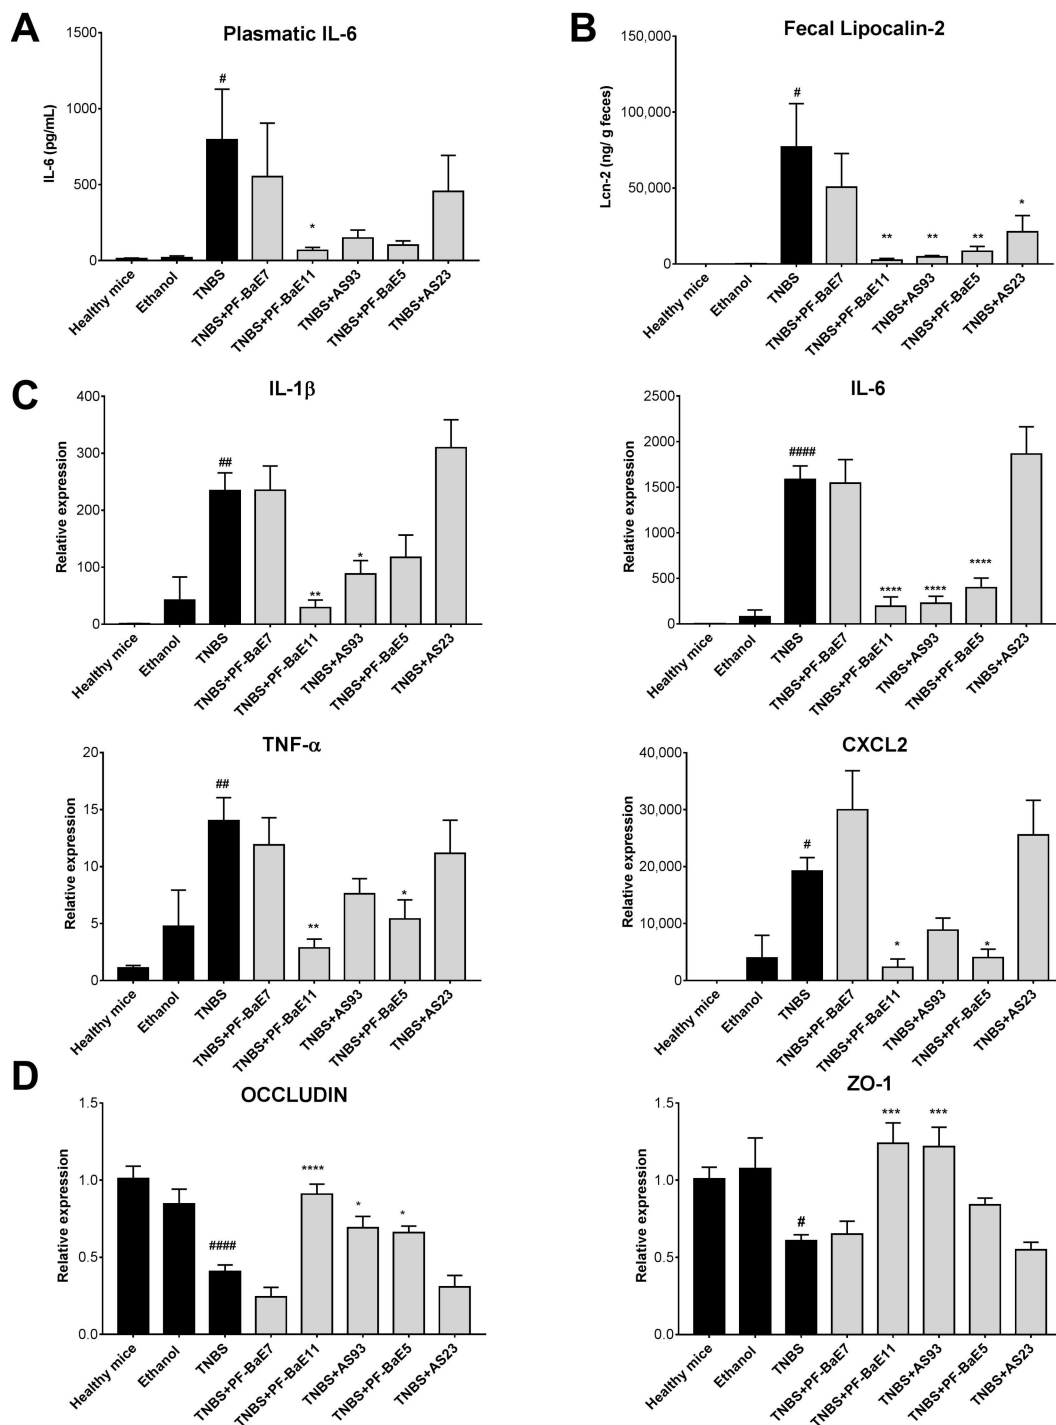 A
Plasmatic IL-6
IL-6 (pg/mL)
1500
1000
500
0
#
*
Healthy mice
Ethanol
TNBS
TNBS+PF-BaE7
TNBS+PF-BaE11
TNBS+AS93
TNBS+PF-BaE5
TNBS+AS23
B
Fecal Lipocalin-2
Lcn-2 (ng/ g feces)
150,000
100,000
50,000
0
#
**
**
**
*
Healthy mice
Ethanol
TNBS
TNBS+PF-BaE7
TNBS+PF-BaE11
TNBS+AS93
TNBS+PF-BaE5
TNBS+AS23
C
IL-1β
Relative expression
400
300
200
100
0
##
**
*
Healthy mice
Ethanol
TNBS
TNBS+PF-BaE7
TNBS+PF-BaE11
TNBS+AS93
TNBS+PF-BaE5
TNBS+AS23
IL-6
Relative expression
2500
2000
1500
1000
500
0
####
****
****
****
Healthy mice
Ethanol
TNBS
TNBS+PF-BaE7
TNBS+PF-BaE11
TNBS+AS93
TNBS+PF-BaE5
TNBS+AS23
TNF-α
Relative expression
20
15
10
5
0
##
**
*
Healthy mice
Ethanol
TNBS
TNBS+PF-BaE7
TNBS+PF-BaE11
TNBS+AS93
TNBS+PF-BaE5
TNBS+AS23
CXCL2
Relative expression
40,000
30,000
20,000
10,000
0
#
*
*
Healthy mice
Ethanol
TNBS
TNBS+PF-BaE7
TNBS+PF-BaE11
TNBS+AS93
TNBS+PF-BaE5
TNBS+AS23
D
OCCLUDIN
Relative expression
1.5
1.0
0.5
0.0
####
****
*
*
Healthy mice
Ethanol
TNBS
TNBS+PF-BaE7
TNBS+PF-BaE11
TNBS+AS93
TNBS+PF-BaE5
TNBS+AS23
ZO-1
Relative expression
1.5
1.0
0.5
0.0
#
***
***
Healthy mice
Ethanol
TNBS
TNBS+PF-BaE7
TNBS+PF-BaE11
TNBS+AS93
TNBS+PF-BaE5
TNBS+AS23